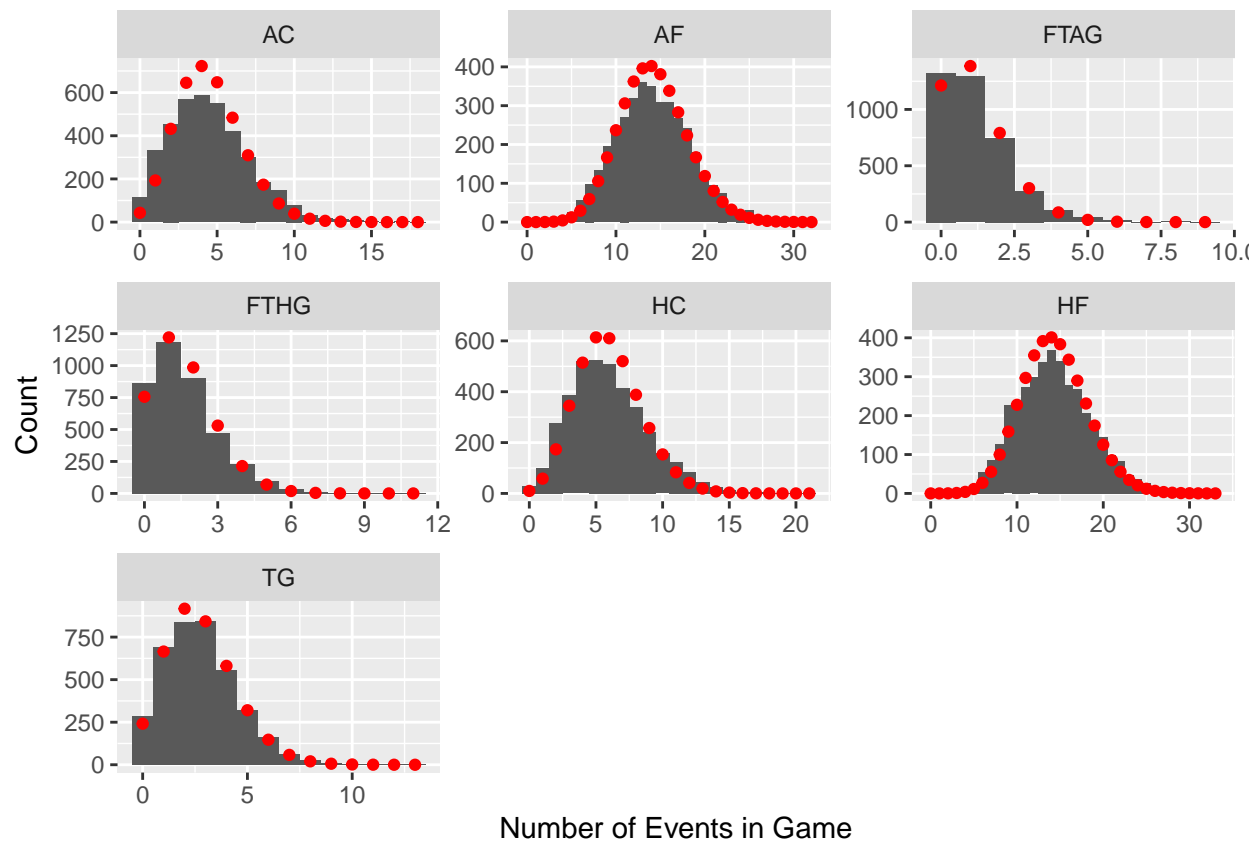 AC AF FTAG
600 400 200 0
400 300 200 100 0
1000 500 0
0 5 10 15
0 10 20 30
0.0 2.5 5.0 7.5 10.0
FTHG HC HF
1250 1000 750 500 250 0
600 400 200 0
400 300 200 100 0
0 3 6 9 12
0 5 10 15 20
0 10 20 30
Count
TG
750 500 250 0
0 5 10
Number of Events in Game